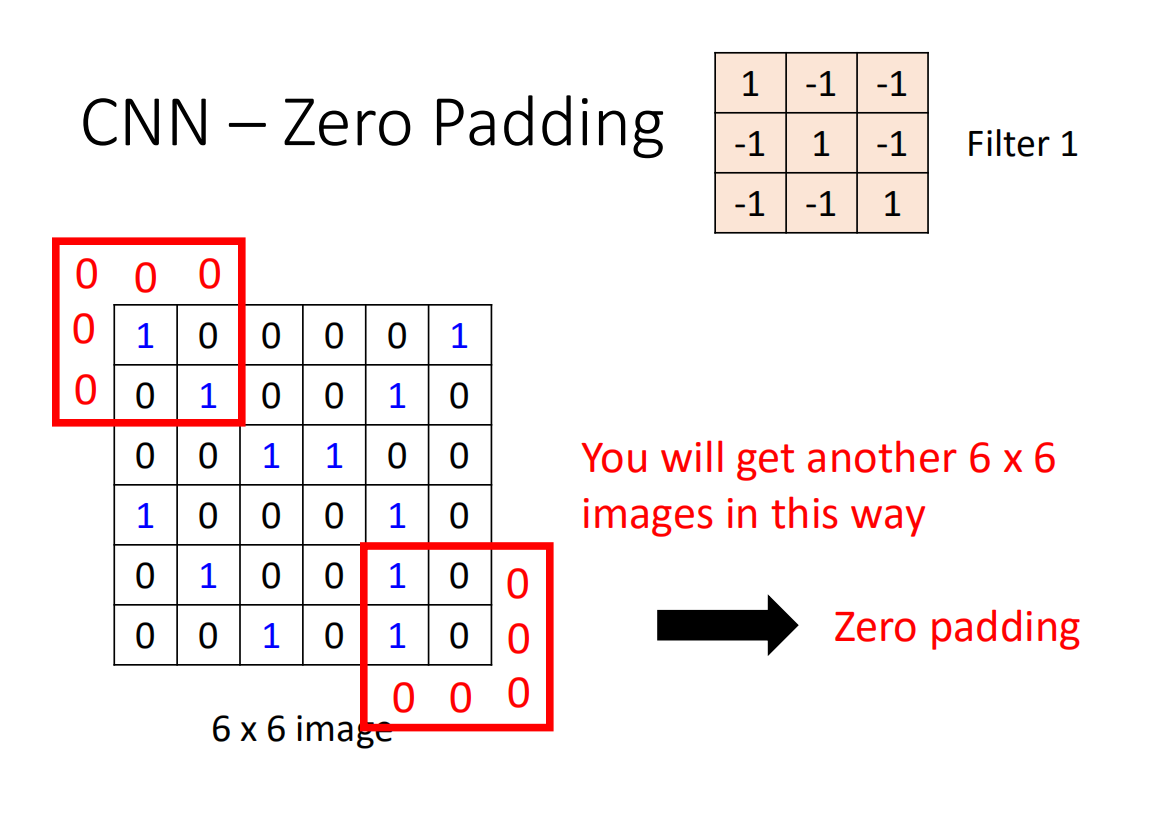 CNN – Zero Padding
1 -1 -1
-1 1 -1
-1 -1 1
Filter 1
0 0 0
0 1 0 0 0 0 1
0 0 1 0 0 1 0
0 0 1 1 0 0
1 0 0 0 1 0
0 1 0 0 1 0 0
0 0 1 0 1 0 0
0 0 0
6 x 6 image
You will get another 6 x 6
images in this way
Zero padding